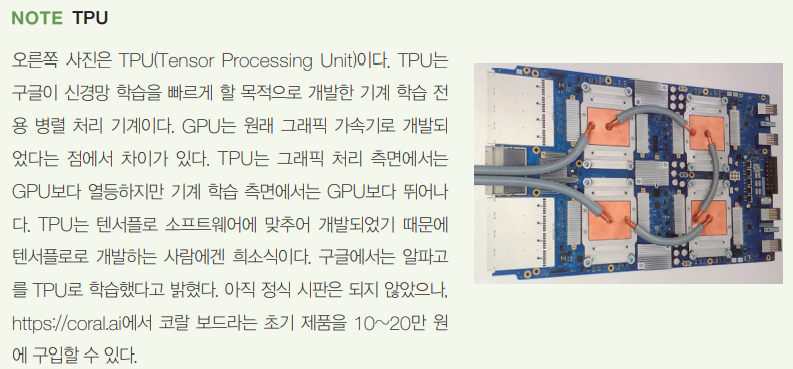 NOTE TPU
오른쪽 사진은 TPU(Tensor Processing Unit)이다. TPU는
구글이 신경망 학습을 빠르게 할 목적으로 개발한 기계 학습 전
용 병렬 처리 기계이다. GPU는 원래 그래픽 가속기로 개발되
었다는 점에서 차이가 있다. TPU는 그래픽 처리 측면에서는
GPU보다 열등하지만 기계 학습 측면에서는 GPU보다 뛰어나
다. TPU는 텐서플로 소프트웨어에 맞추어 개발되었기 때문에
텐서플로로 개발하는 사람에겐 희소식이다. 구글에서는 알파고
를 TPU로 학습했다고 밝혔다. 아직 정식 시판은 되지 않았으나,
https://coral.ai에서 코랄 보드라는 초기 제품을 10~20만 원
에 구입할 수 있다.